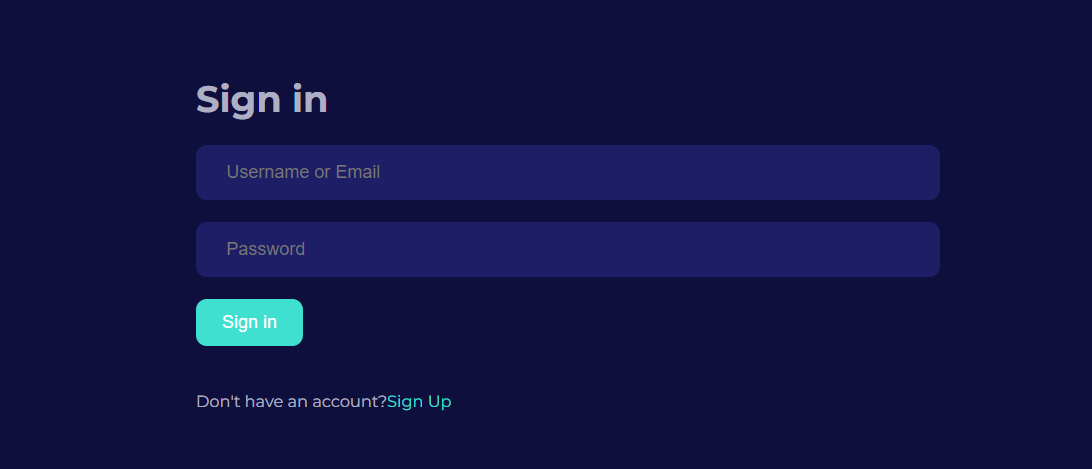 Sign in
Username or Email
Password
Sign in
Don't have an account?Sign Up